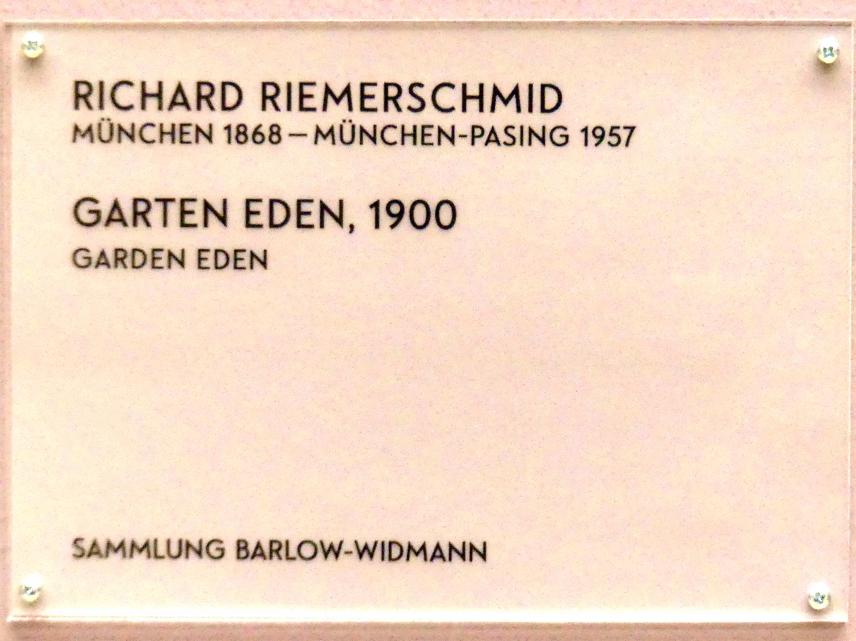 RICHARD RIEMERSCHMID
MÜNCHEN 1868 – MÜNCHEN-PASING 1957
GARTEN EDEN, 1900
GARDEN EDEN
SAMMLUNG BARLOW-WIDMANN